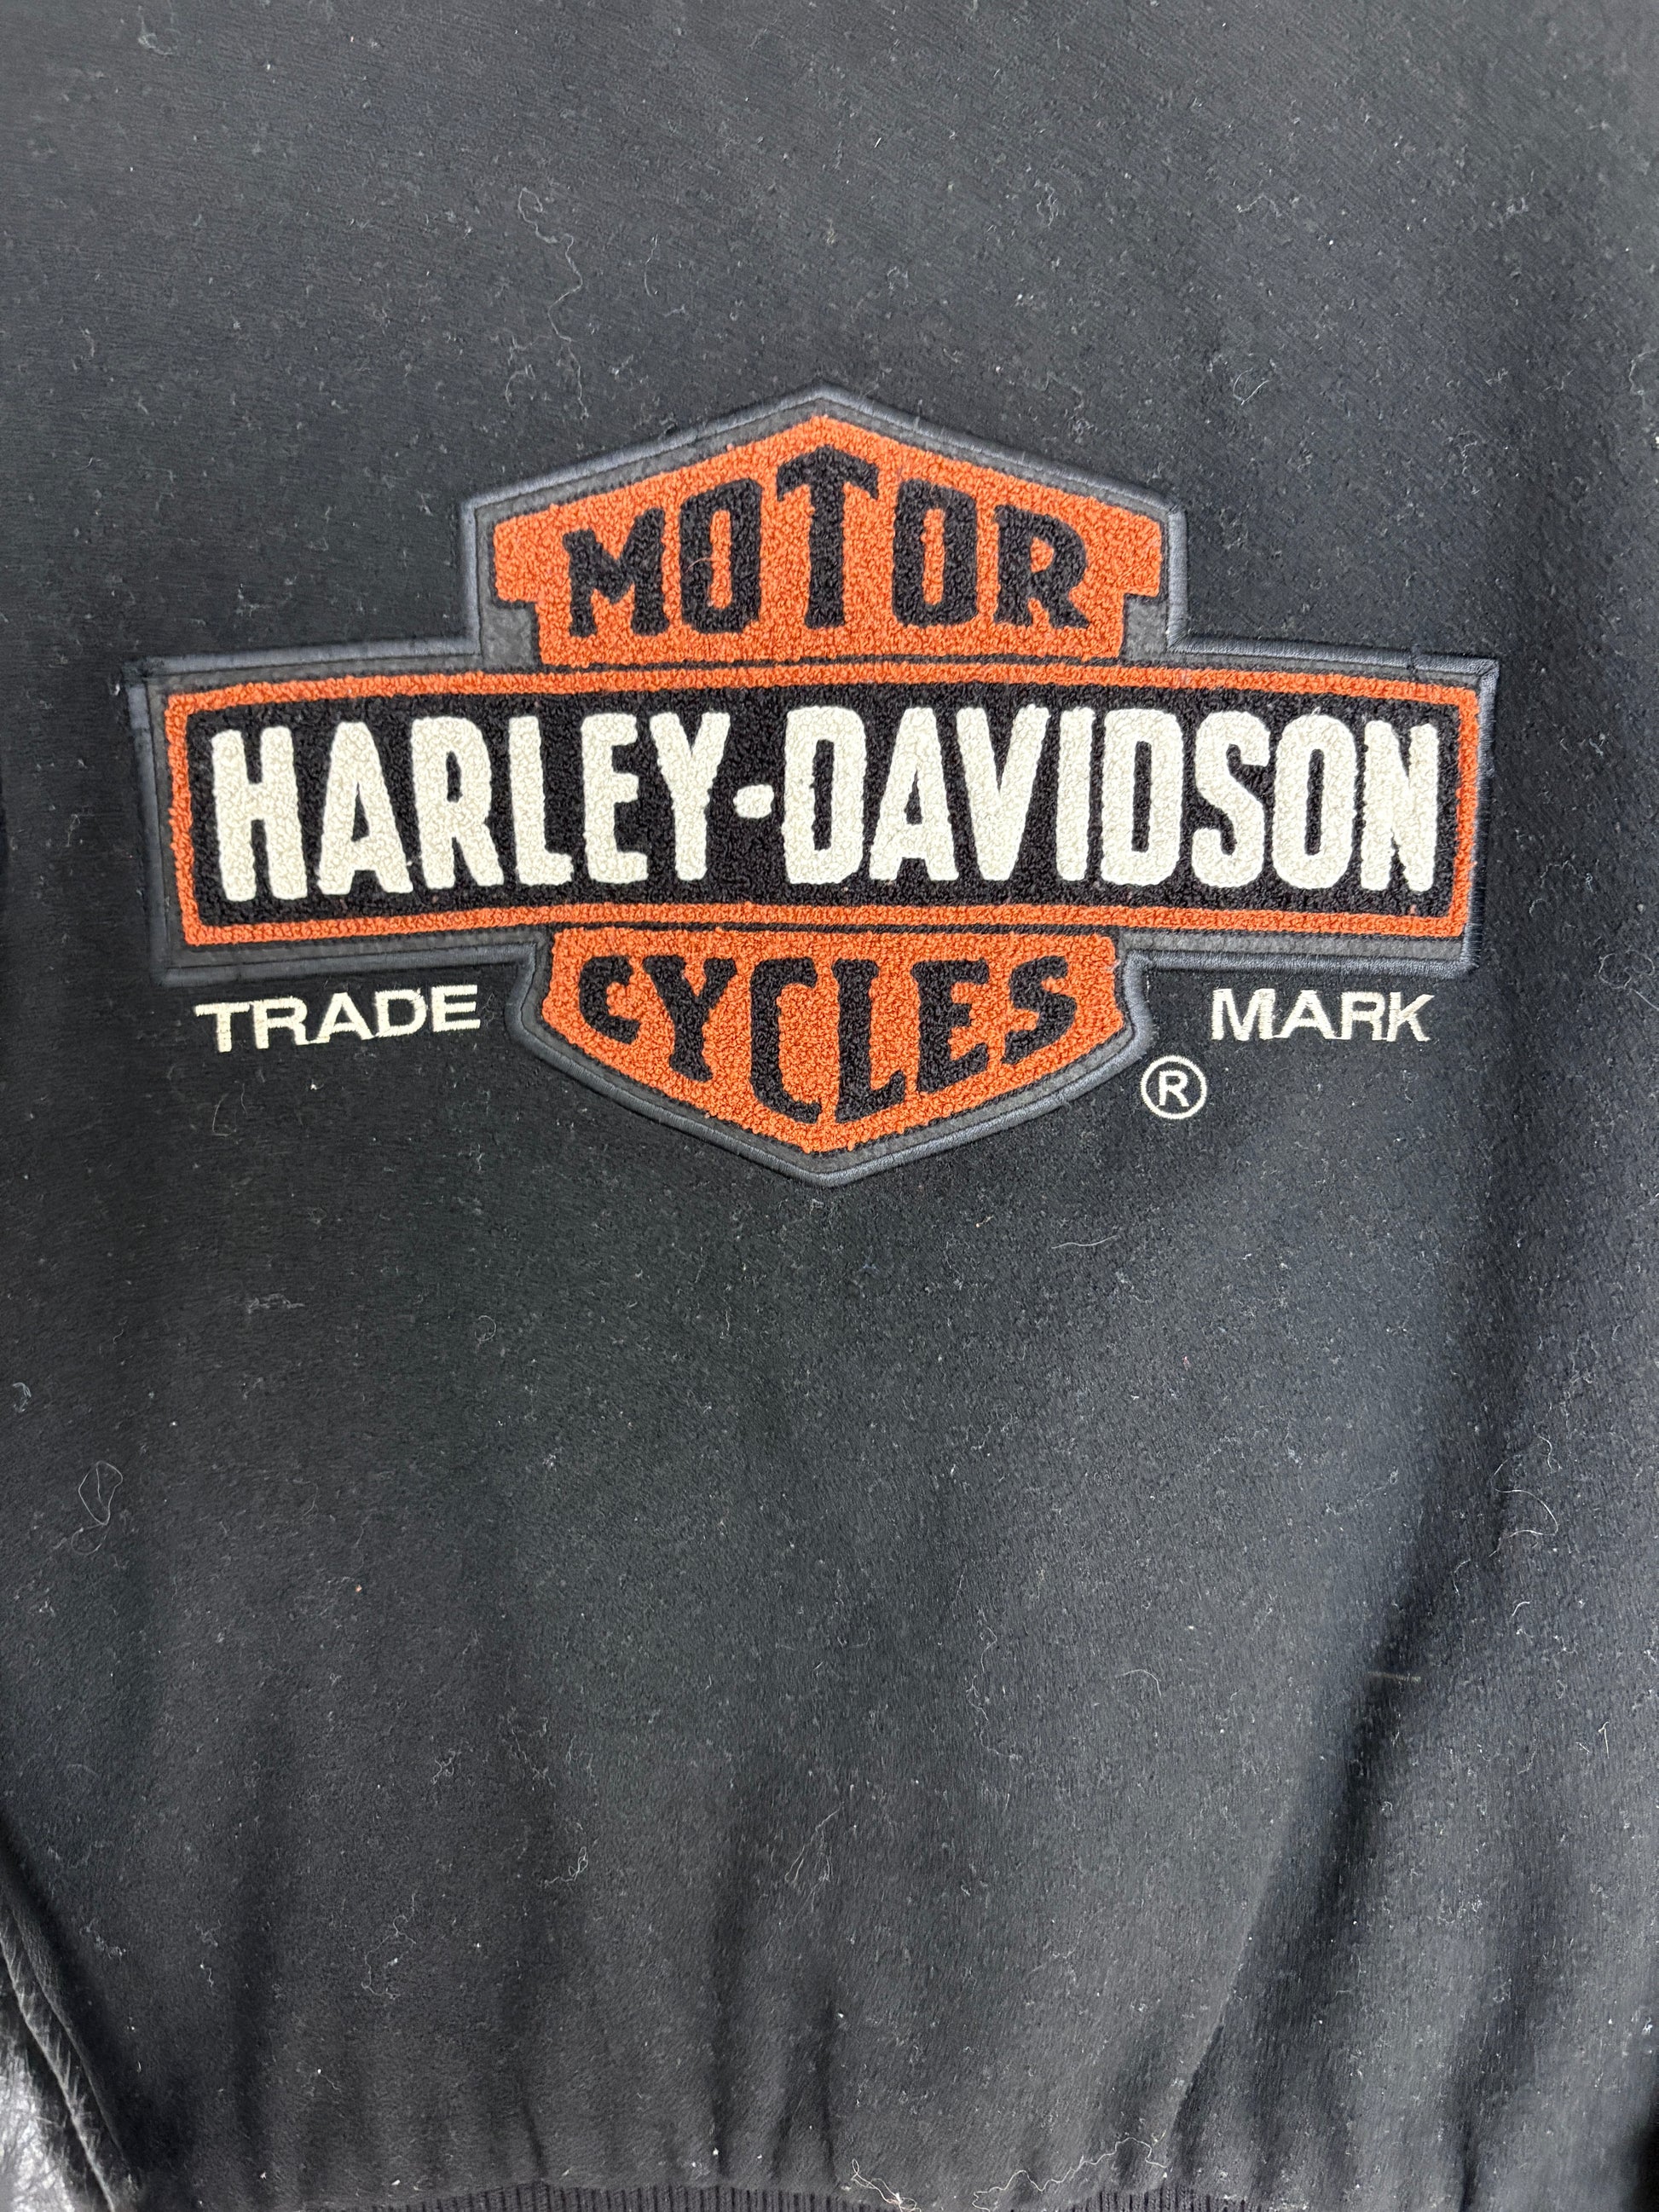 MOTOR
HARLEY-DAVIDSON
CYCLES
TRADE MARK
®